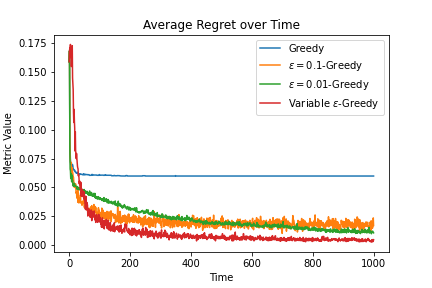 Average Regret over Time
Greedy
ε = 0.1-Greedy
ε = 0.01-Greedy
Variable ε-Greedy
Metric Value
0.175
0.150
0.125
0.100
0.075
0.050
0.025
0.000
0 200 400 600 800 1000
Time